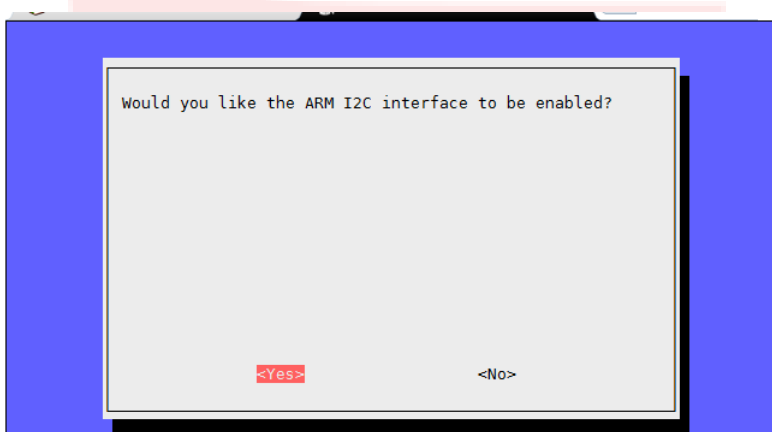 Would you like the ARM I2C interface to be enabled?
<Yes> <No>